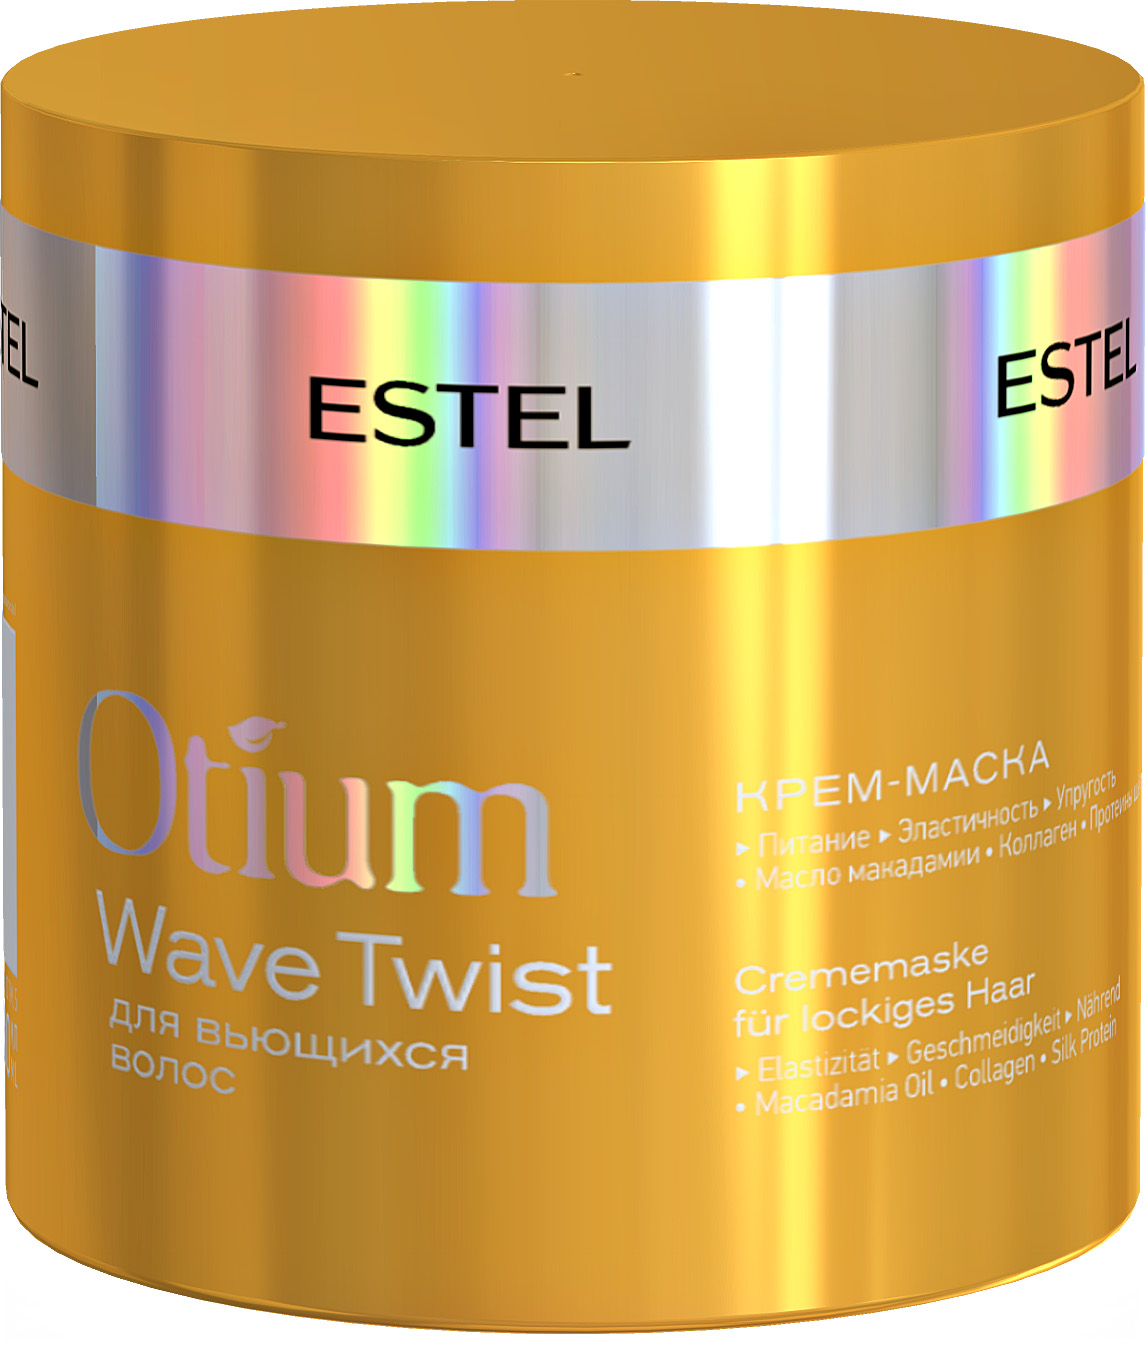 ESTEL
ESTEL
Otium
Wave Twist
для вьющихся
волос
КРЕМ-МАСКА
▸ Питание ▸ Эластичность ▸ Упругость
• Масло макадамии • Коллаген • Протеины
Crememaske
für lockiges Haar
▸ Elastizität ▸ Geschmeidigkeit ▸ Nährend
• Macadamia Oil • Collagen • Silk Protein